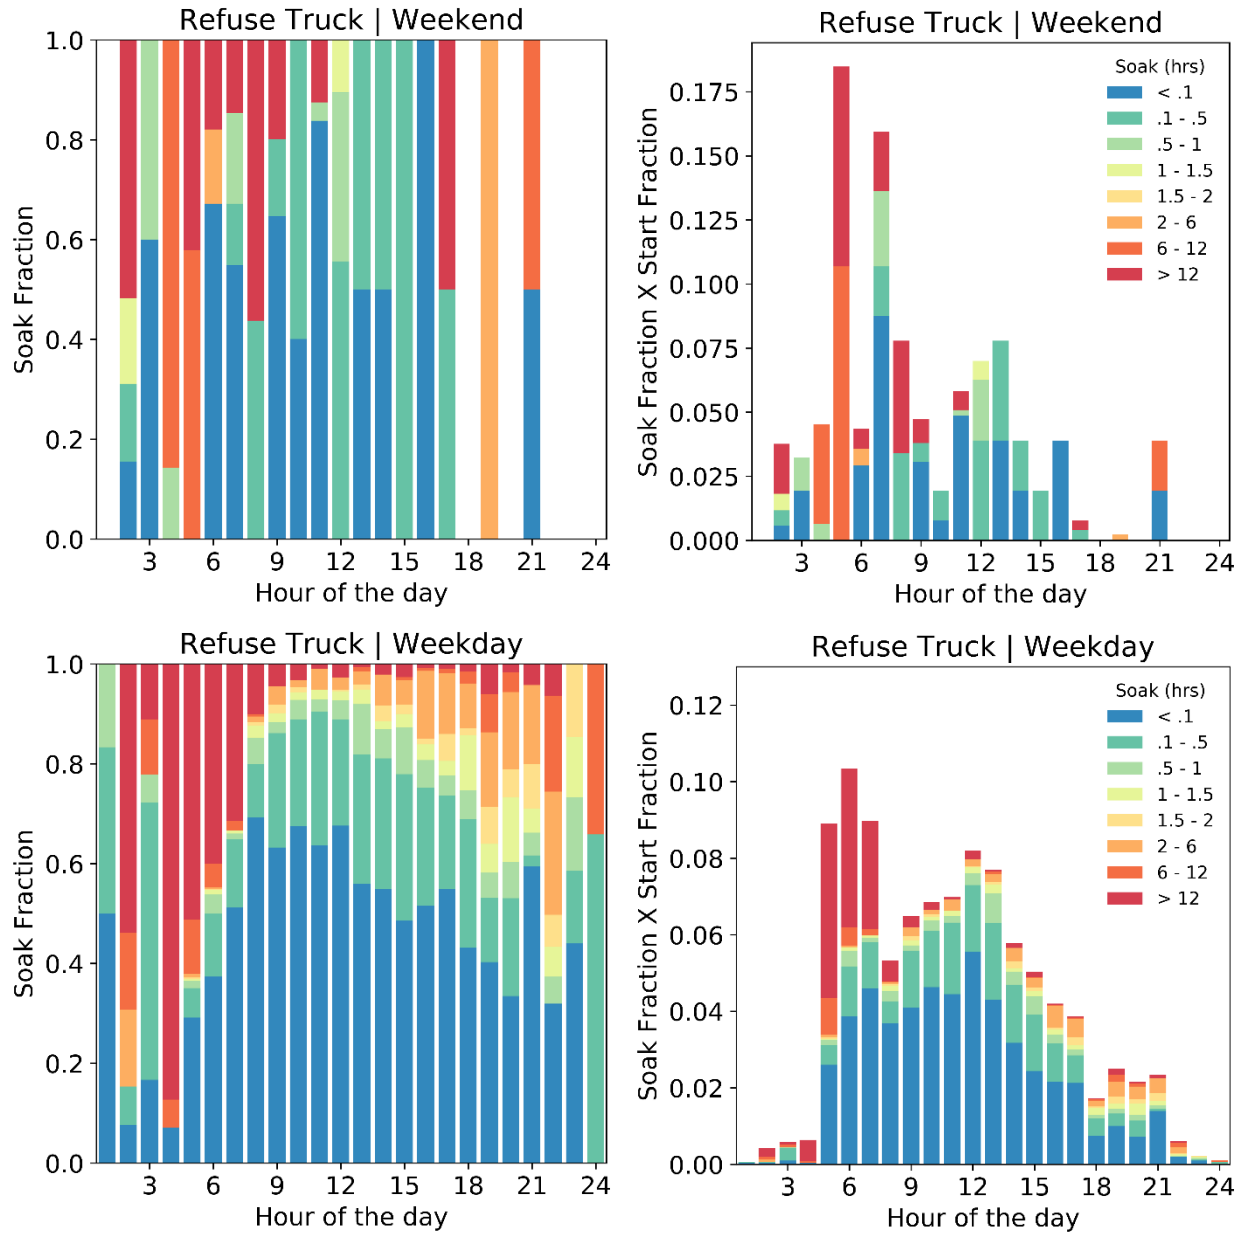 Refuse Truck | Weekend
1.0
0.8
0.6
0.4
0.2
0.0
Soak Fraction
3 6 9 12 15 18 21 24
Hour of the day
Refuse Truck | Weekend
0.175
0.150
0.125
0.100
0.075
0.050
0.025
0.000
Soak Fraction X Start Fraction
Soak (hrs)
< .1
.1 - .5
.5 - 1
1 - 1.5
1.5 - 2
2 - 6
6 - 12
> 12
3 6 9 12 15 18 21 24
Hour of the day
Refuse Truck | Weekday
1.0
0.8
0.6
0.4
0.2
0.0
Soak Fraction
3 6 9 12 15 18 21 24
Hour of the day
Refuse Truck | Weekday
0.12
0.10
0.08
0.06
0.04
0.02
0.00
Soak Fraction X Start Fraction
Soak (hrs)
< .1
.1 - .5
.5 - 1
1 - 1.5
1.5 - 2
2 - 6
6 - 12
> 12
3 6 9 12 15 18 21 24
Hour of the day